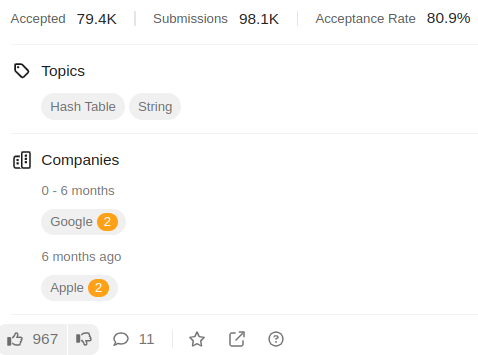 Accepted 79.4K Submissions 98.1K Acceptance Rate 80.9%
Topics
Hash Table String
Companies
0 - 6 months
Google 2
6 months ago
Apple 2
967 11